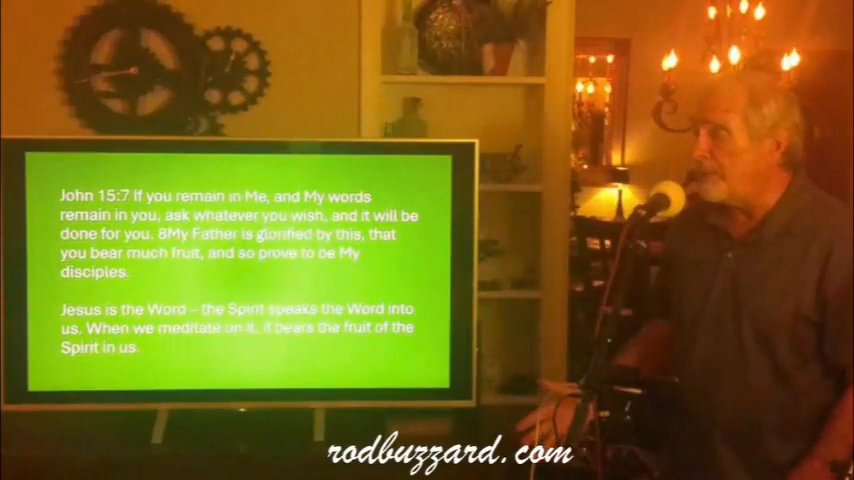 John 15:7 If you remain in Me, and My words
remain in you, ask whatever you wish, and it will be
done for you. 8My Father is glorified by this, that
you bear much fruit, and so prove to be My
disciples.
Jesus is the Word – the Spirit speaks the Word into
us. When we meditate on it, it bears the fruit of the
Spirit in us.
rodbuzzard.com